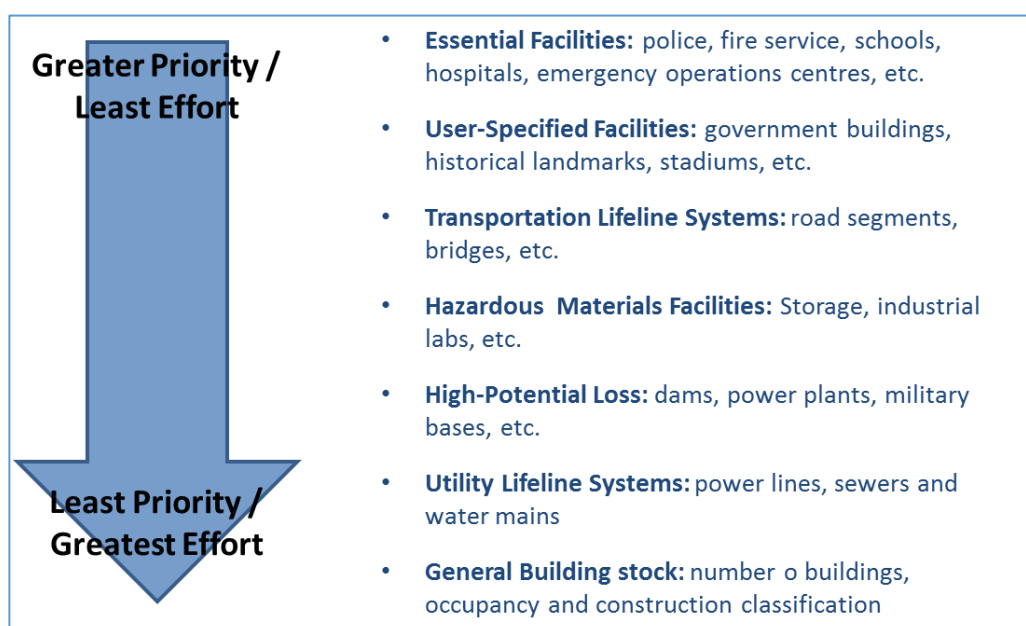 Greater Priority /
Least Effort
Least Priority /
Greatest Effort
• Essential Facilities: police, fire service, schools,
hospitals, emergency operations centres, etc.
• User-Specified Facilities: government buildings,
historical landmarks, stadiums, etc.
• Transportation Lifeline Systems: road segments,
bridges, etc.
• Hazardous Materials Facilities: Storage, industrial
labs, etc.
• High-Potential Loss: dams, power plants, military
bases, etc.
• Utility Lifeline Systems: power lines, sewers and
water mains
• General Building stock: number o buildings,
occupancy and construction classification